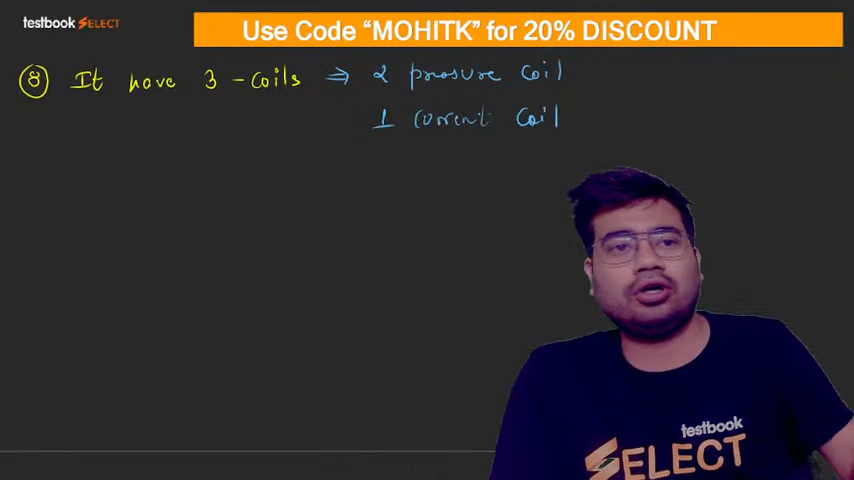 testbook SELECT
Use Code “MOHITK” for 20% DISCOUNT
8 It have 3 - coils ⇒ 2 pressure coil
1 current coil
testbook
SELECT